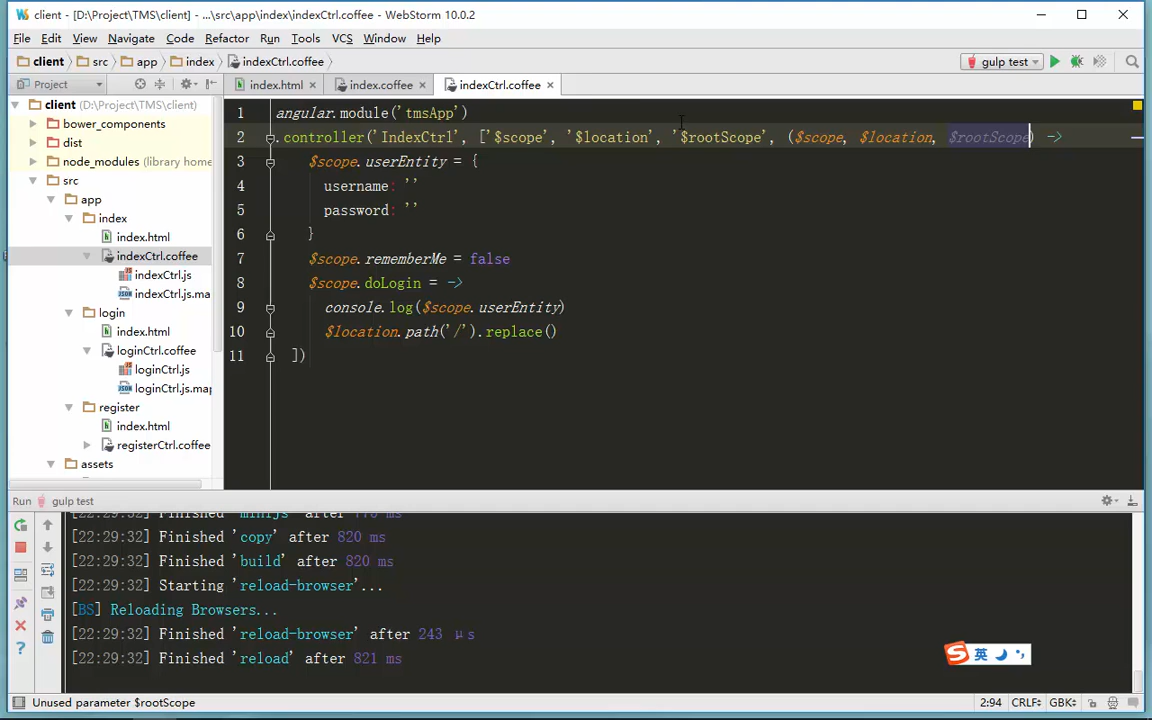 client - [D:\Project\TMS\client] - ...\src\app\index\indexCtrl.coffee - WebStorm 10.0.2
File Edit View Navigate Code Refactor Run Tools VCS Window Help
client src app index indexCtrl.coffee
gulp test
Project
index.html index.coffee indexCtrl.coffee
client
bower_components
dist
node_modules (library home)
src
app
index
index.html
indexCtrl.coffee
indexCtrl.js
indexCtrl.js.ma
login
index.html
loginCtrl.coffee
loginCtrl.js
loginCtrl.js.map
register
index.html
registerCtrl.coffee
assets
1 angular.module('tmsApp')
2 .controller('IndexCtrl', ['$scope', '$location', '$rootScope', ($scope, $location, $rootScope) ->
3 $scope.userEntity = {
4 username: ''
5 password: ''
6 }
7 $scope.rememberMe = false
8 $scope.doLogin = ->
9 console.log($scope.userEntity)
10 $location.path('/').replace()
11 ])
Run gulp test
[22:29:32] Finished 'minijs' after 770 ms
[22:29:32] Finished 'copy' after 820 ms
[22:29:32] Finished 'build' after 820 ms
[22:29:32] Starting 'reload-browser'...
[BS] Reloading Browsers...
[22:29:32] Finished 'reload-browser' after 243 μs
[22:29:32] Finished 'reload' after 821 ms
英
Unused parameter $rootScope
2:94 CRLF GBK